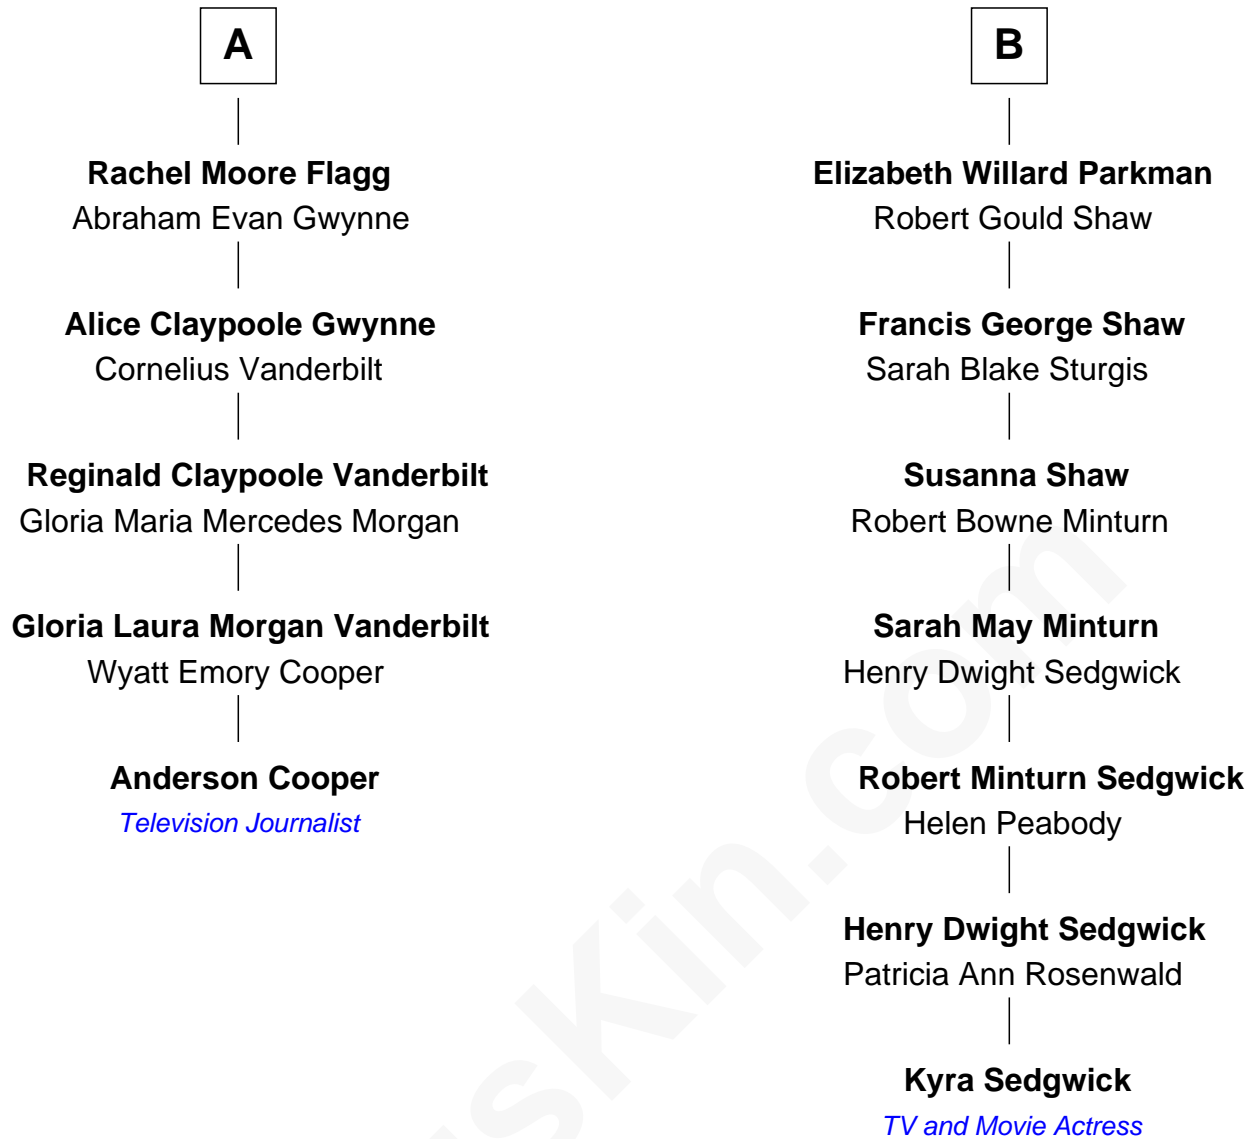 A
Rachel Moore Flagg
Abraham Evan Gwynne
Alice Claypoole Gwynne
Cornelius Vanderbilt
Reginald Claypoole Vanderbilt
Gloria Maria Mercedes Morgan
Gloria Laura Morgan Vanderbilt
Wyatt Emory Cooper
Anderson Cooper
Television Journalist
B
Elizabeth Willard Parkman
Robert Gould Shaw
Francis George Shaw
Sarah Blake Sturgis
Susanna Shaw
Robert Bowne Minturn
Sarah May Minturn
Henry Dwight Sedgwick
Robert Minturn Sedgwick
Helen Peabody
Henry Dwight Sedgwick
Patricia Ann Rosenwald
Kyra Sedgwick
TV and Movie Actress
sKin.com